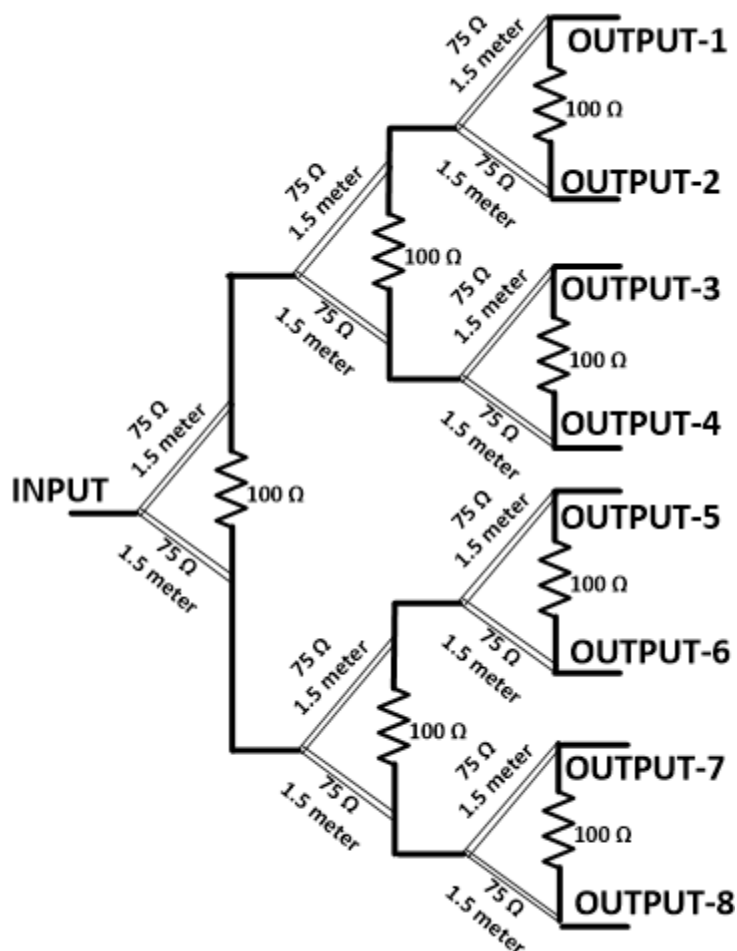 75 Ω
1.5 meter
OUTPUT-1
100 Ω
75 Ω
1.5 meter
OUTPUT-2
75 Ω
1.5 meter
100 Ω
75 Ω
1.5 meter
75 Ω
1.5 meter
OUTPUT-3
100 Ω
75 Ω
1.5 meter
OUTPUT-4
75 Ω
1.5 meter
INPUT
100 Ω
75 Ω
1.5 meter
75 Ω
1.5 meter
OUTPUT-5
100 Ω
75 Ω
1.5 meter
OUTPUT-6
75 Ω
1.5 meter
100 Ω
75 Ω
1.5 meter
75 Ω
1.5 meter
OUTPUT-7
100 Ω
75 Ω
1.5 meter
OUTPUT-8